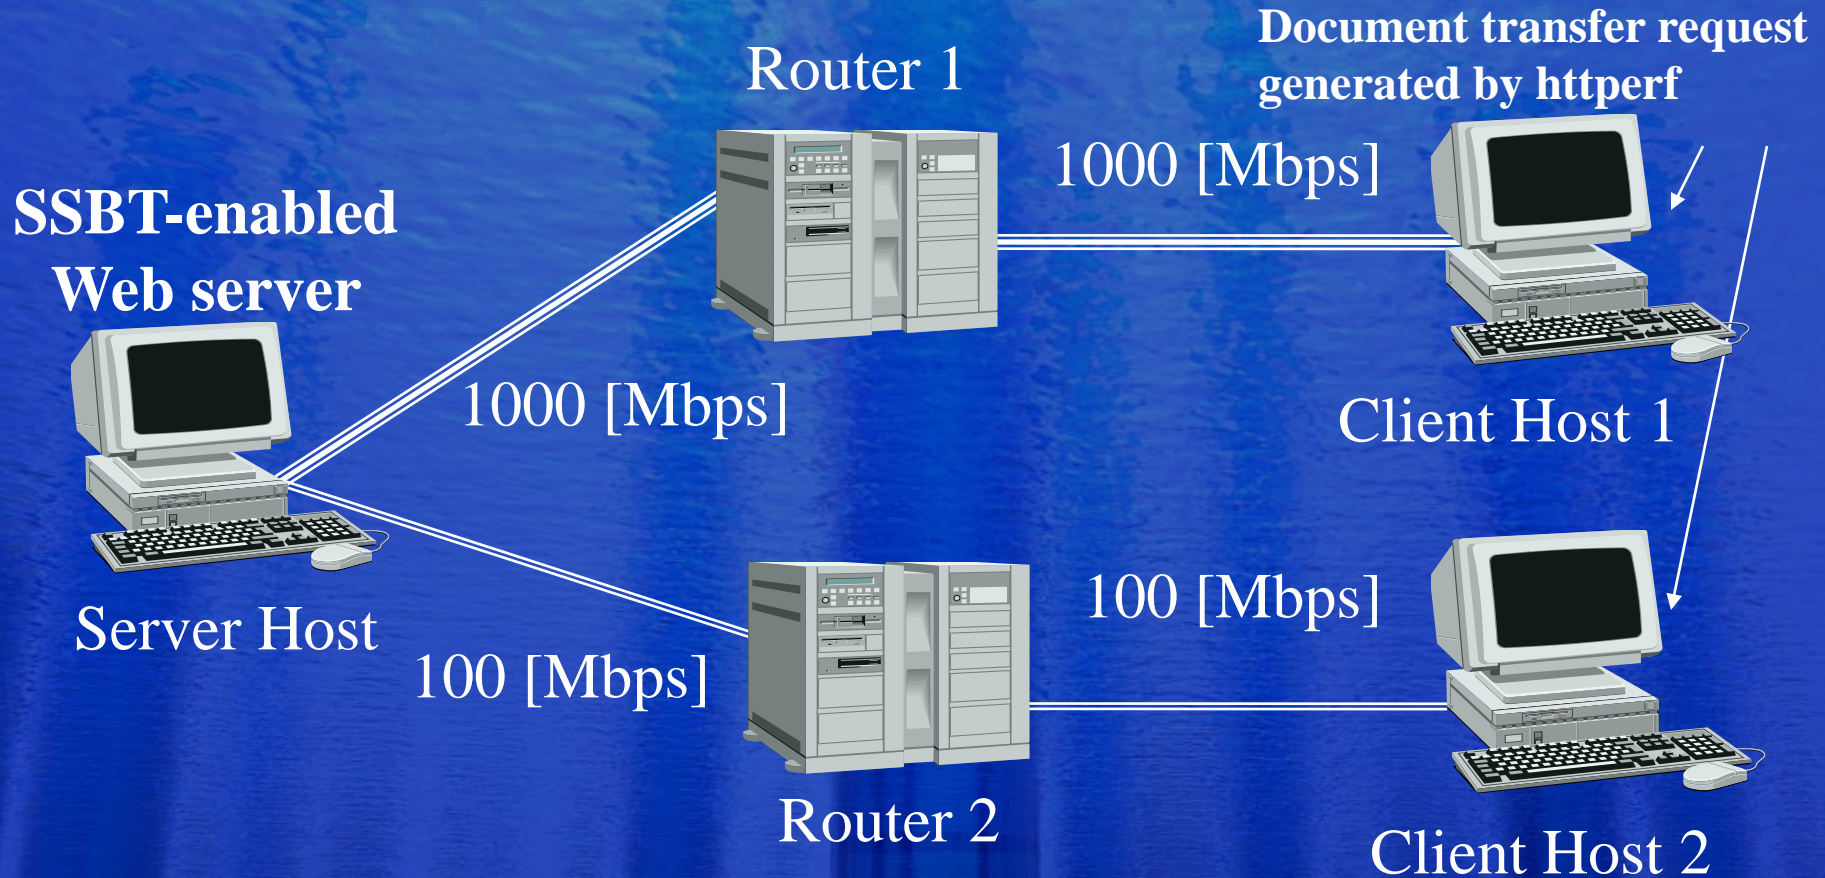 Document transfer request
generated by httperf
Router 1
1000 [Mbps]
SSBT-enabled
Web server
1000 [Mbps]
Client Host 1
Server Host
100 [Mbps]
100 [Mbps]
Router 2
Client Host 2